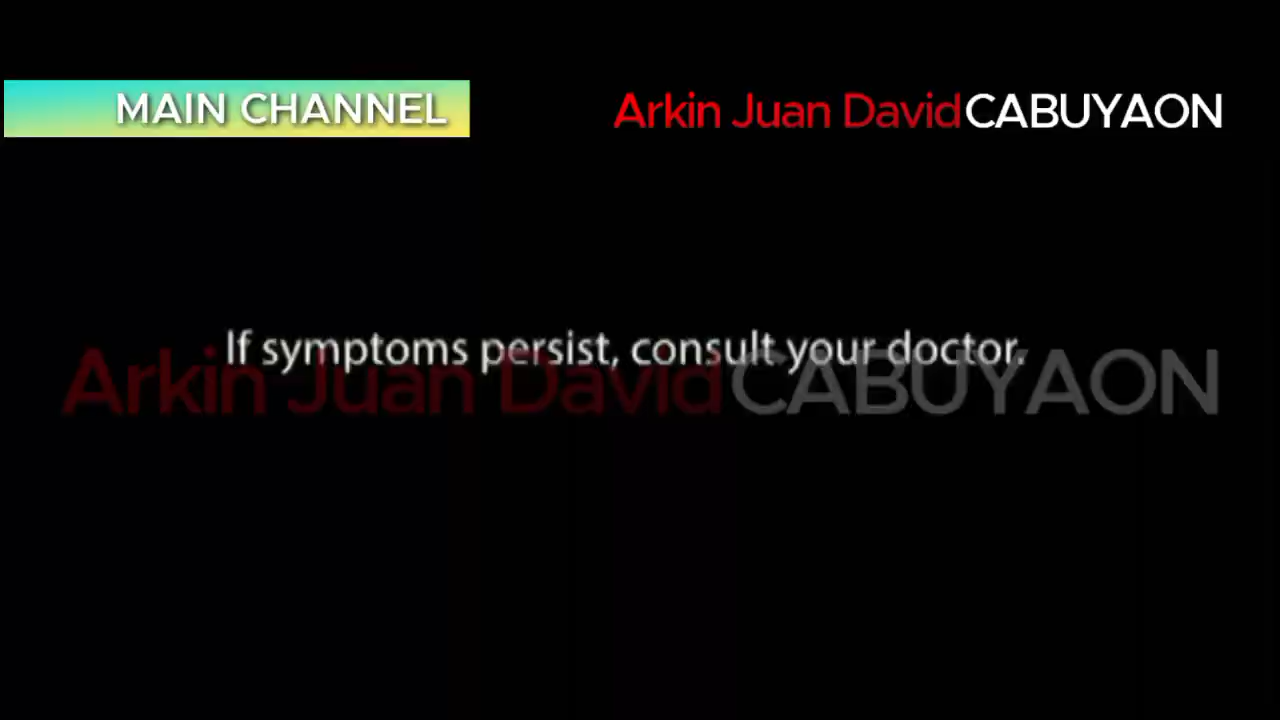 MAIN CHANNEL
Arkin Juan DavidCABUYAON
If symptoms persist, consult your doctor.
Arkin Juan DavidCABUYAON